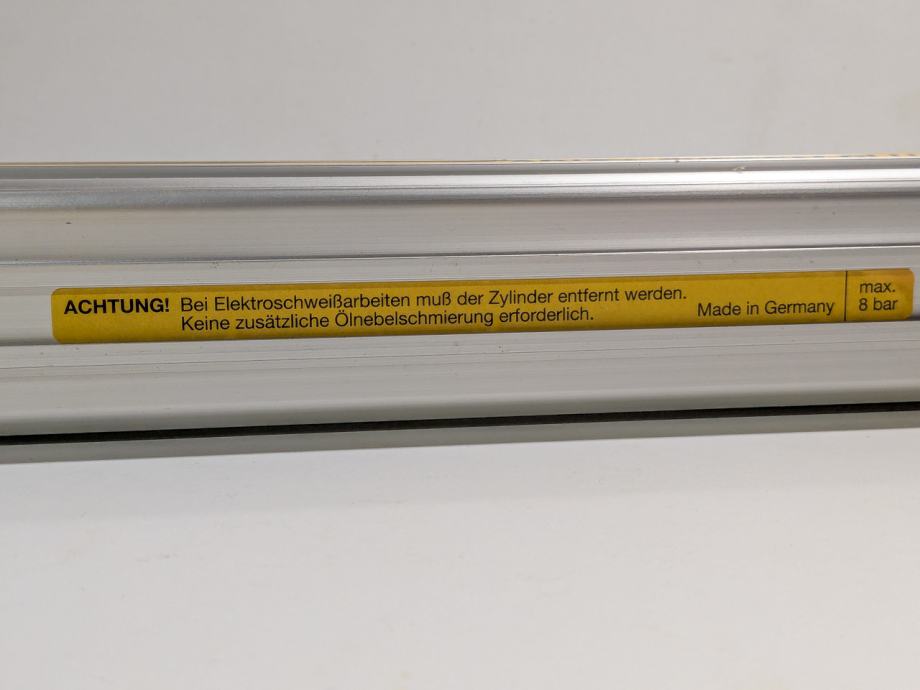 ACHTUNG! Bei Elektroschweißarbeiten muß der Zylinder entfernt werden.
Keine zusätzliche Ölnebelschmierung erforderlich.
Made in Germany
max.
8 bar